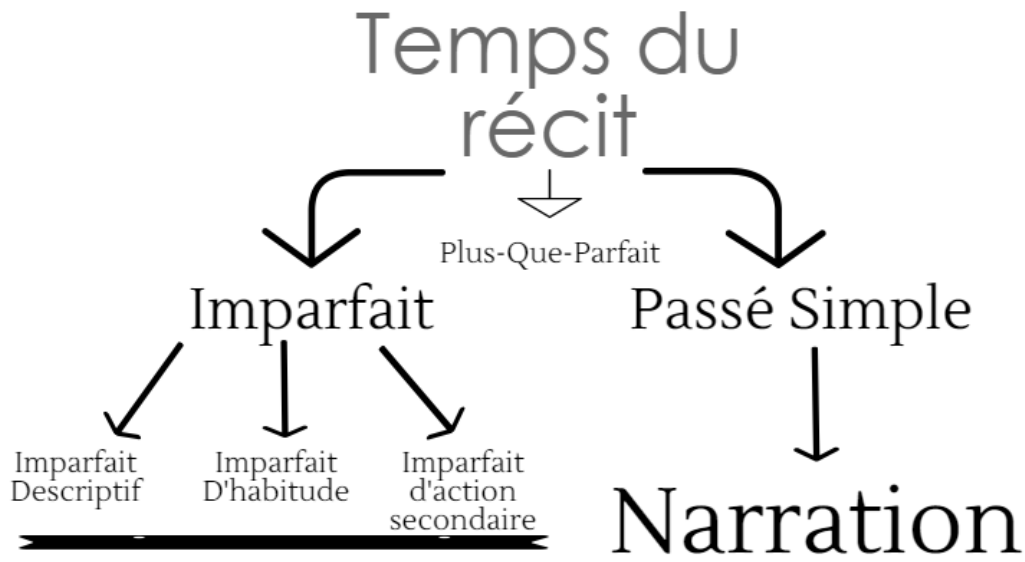 Temps du
récit
Plus-Que-Parfait
Imparfait
Passé Simple
Imparfait
Descriptif
Imparfait
D'habitude
Imparfait
d'action
secondaire
Narration